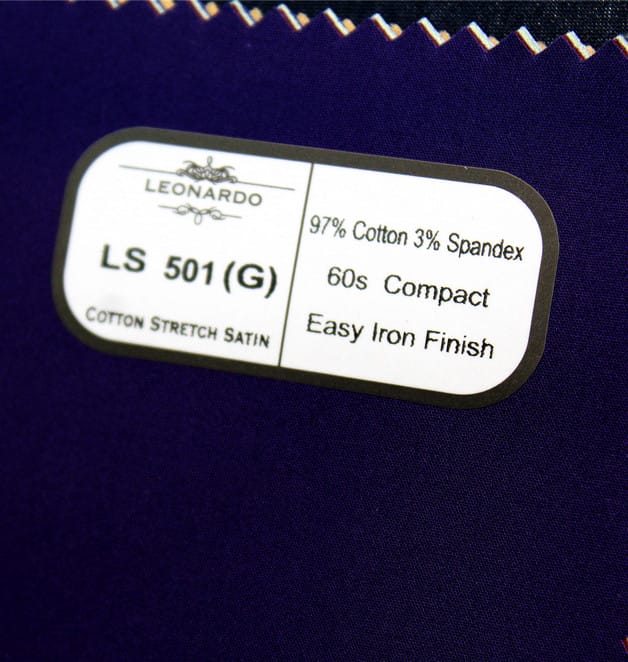 LEONARDO
LS 501 (G)
COTTON STRETCH SATIN
97% Cotton 3% Spandex
60s Compact
Easy Iron Finish